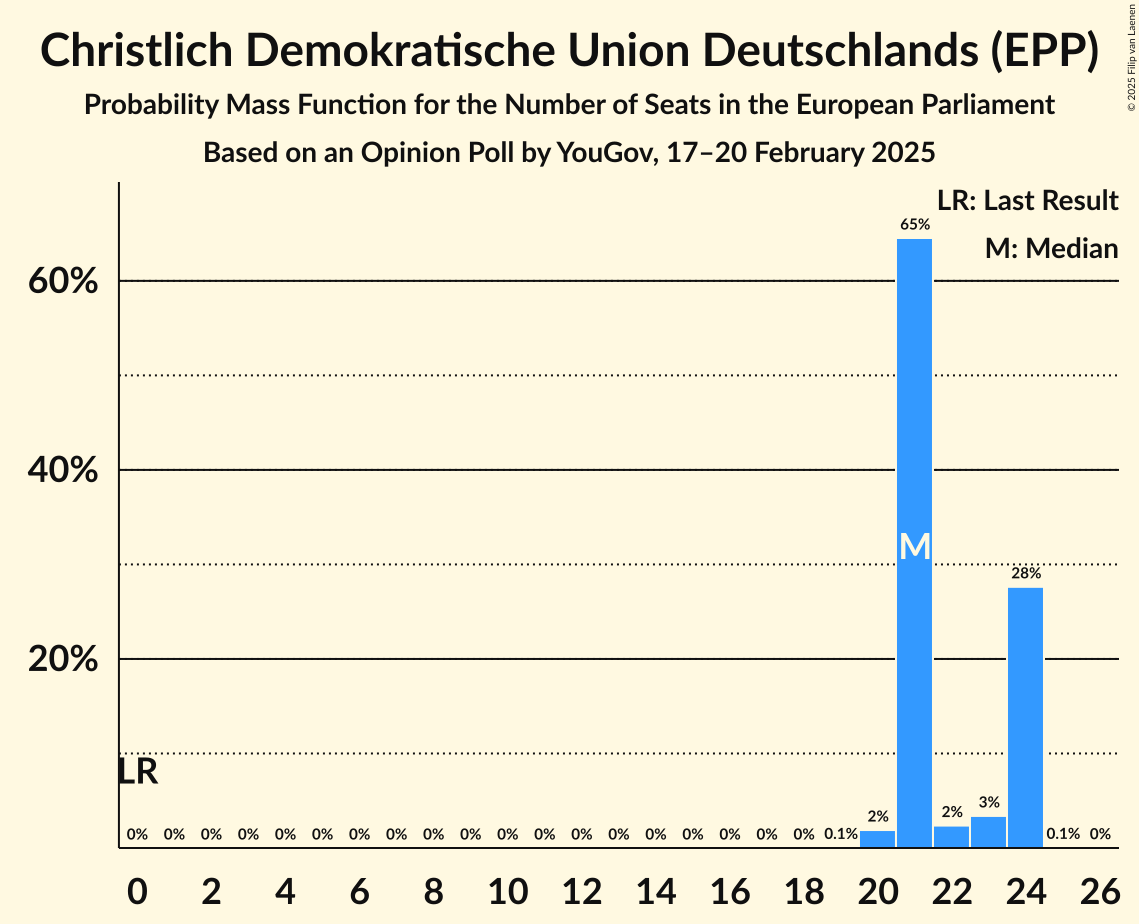 Christlich Demokratische Union Deutschlands (EPP)
Probability Mass Function for the Number of Seats in the European Parliament
Based on an Opinion Poll by YouGov, 17–20 February 2025
© 2025 Filip van Laenen
LR: Last Result
M: Median
65%
60%
40%
M
28%
20%
LR
0% 0% 0% 0% 0% 0% 0% 0% 0% 0% 0% 0% 0% 0% 0% 0% 0% 0% 0% 0.1% 2% 2% 3% 0.1% 0%
0 2 4 6 8 10 12 14 16 18 20 22 24 26